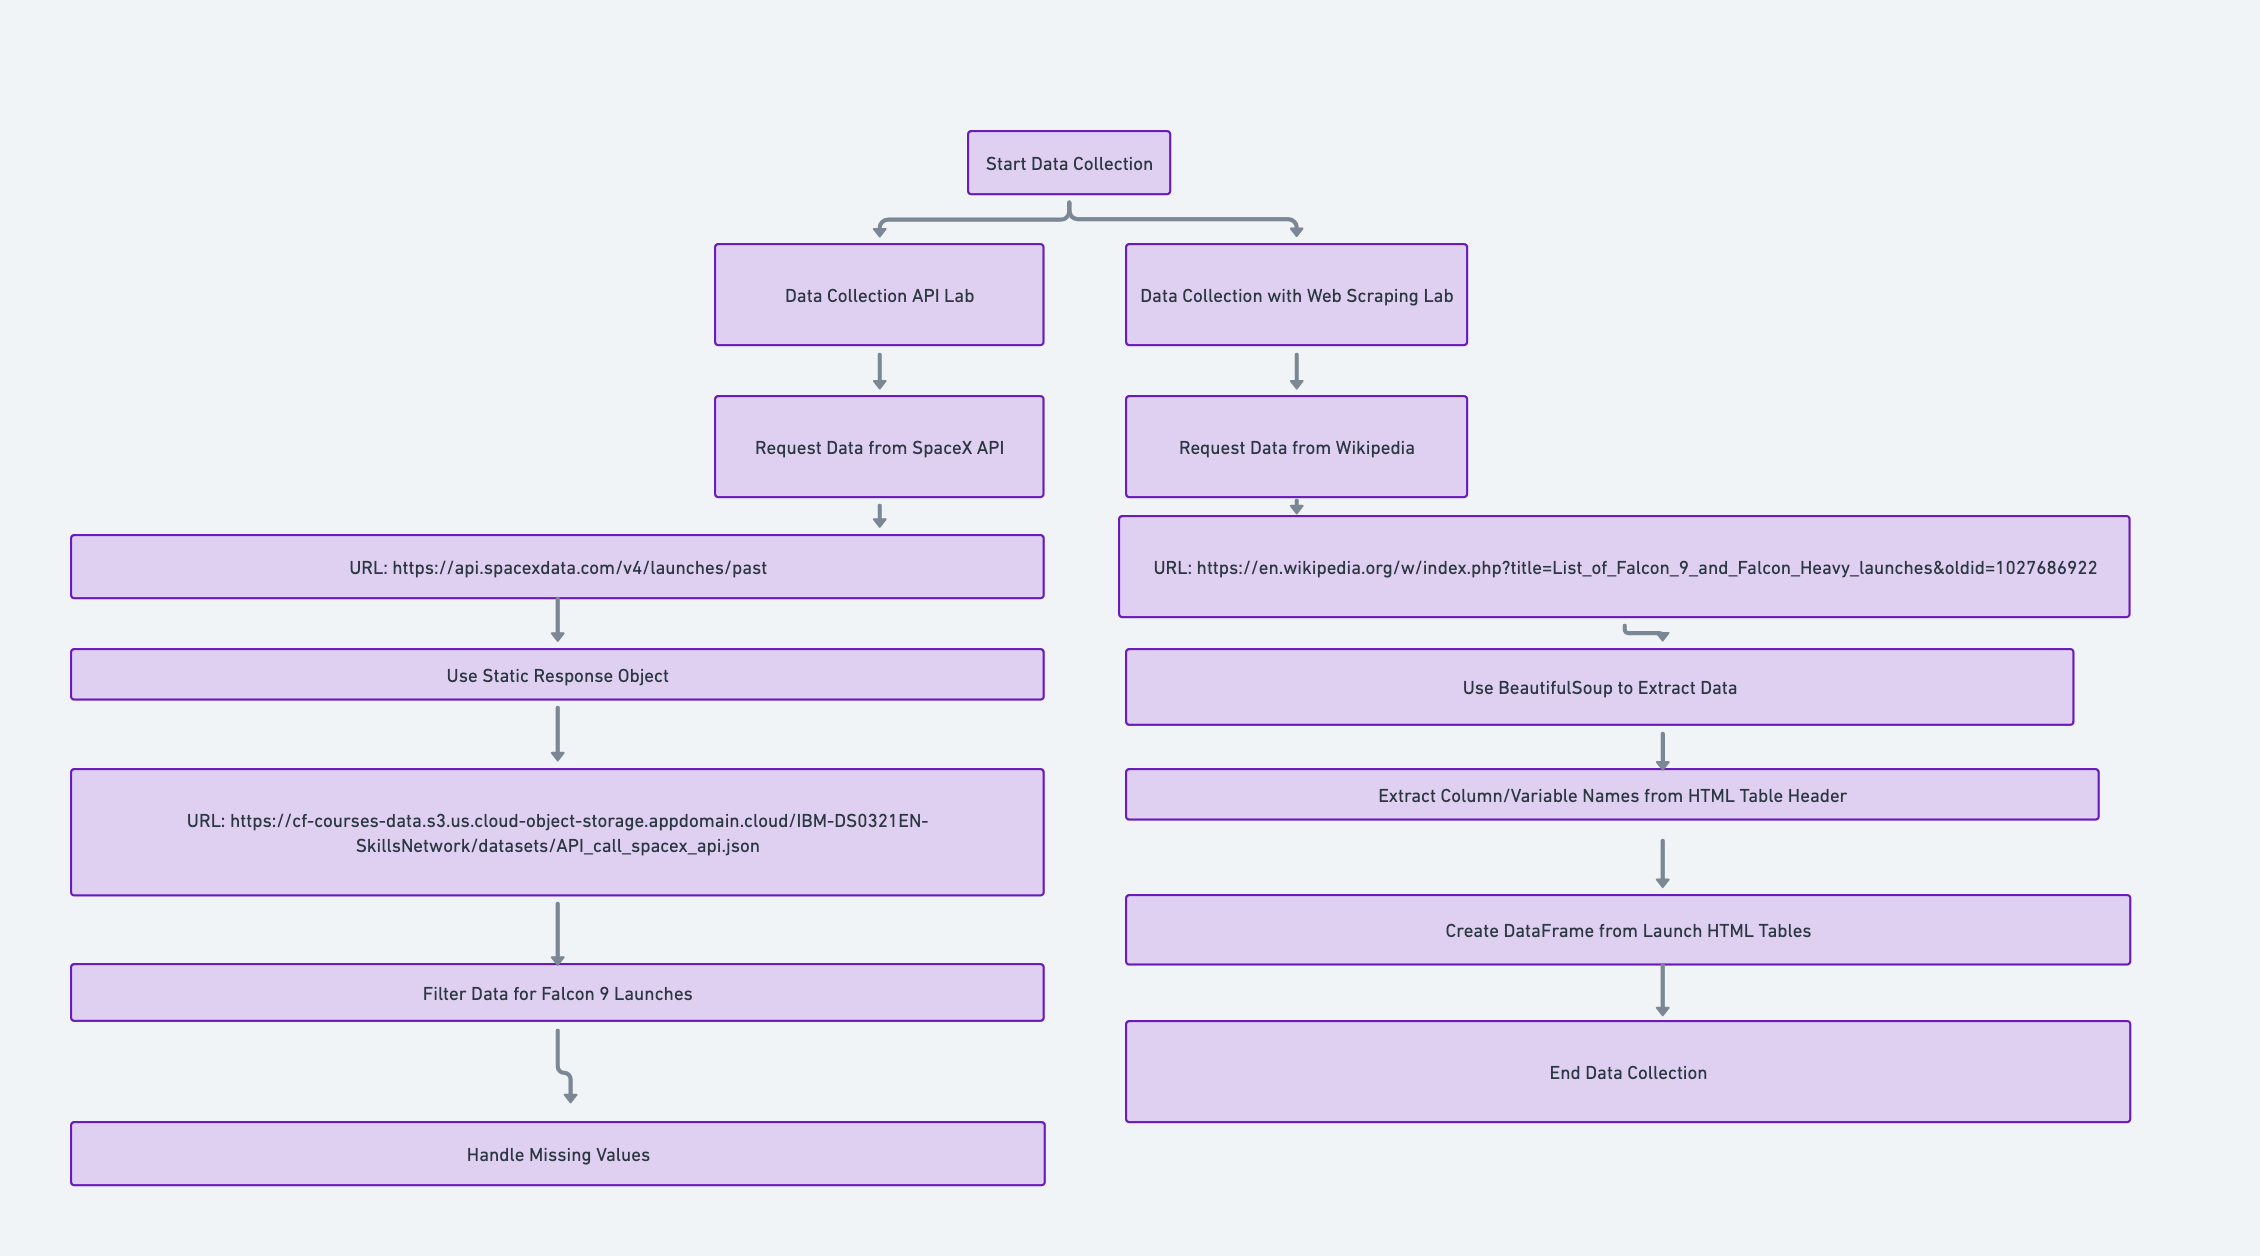 Start Data Collection
Data Collection API Lab
Data Collection with Web Scraping Lab
Request Data from SpaceX API
Request Data from Wikipedia
URL: https://api.spacexdata.com/v4/launches/past
URL: https://en.wikipedia.org/w/index.php?title=List_of_Falcon_9_and_Falcon_Heavy_launches&oldid=1027686922
Use Static Response Object
Use BeautifulSoup to Extract Data
URL: https://cf-courses-data.s3.us.cloud-object-storage.appdomain.cloud/IBM-DS0321EN-
SkillsNetwork/datasets/API_call_spacex_api.json
Extract Column/Variable Names from HTML Table Header
Create DataFrame from Launch HTML Tables
Filter Data for Falcon 9 Launches
End Data Collection
Handle Missing Values